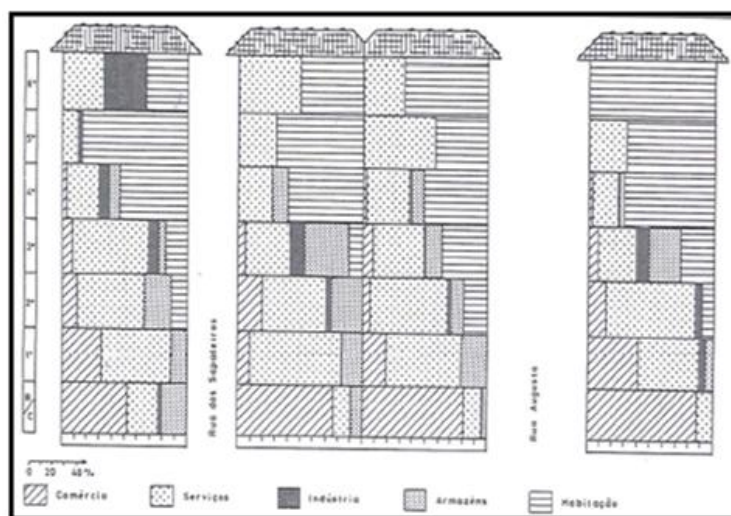 6º
5º
4º
3º
2º
1º
R/C
Rua dos Sapateiros
Rua Augusta
0 20 40%
Comércio
Serviços
Indústria
Armazéns
Habitação